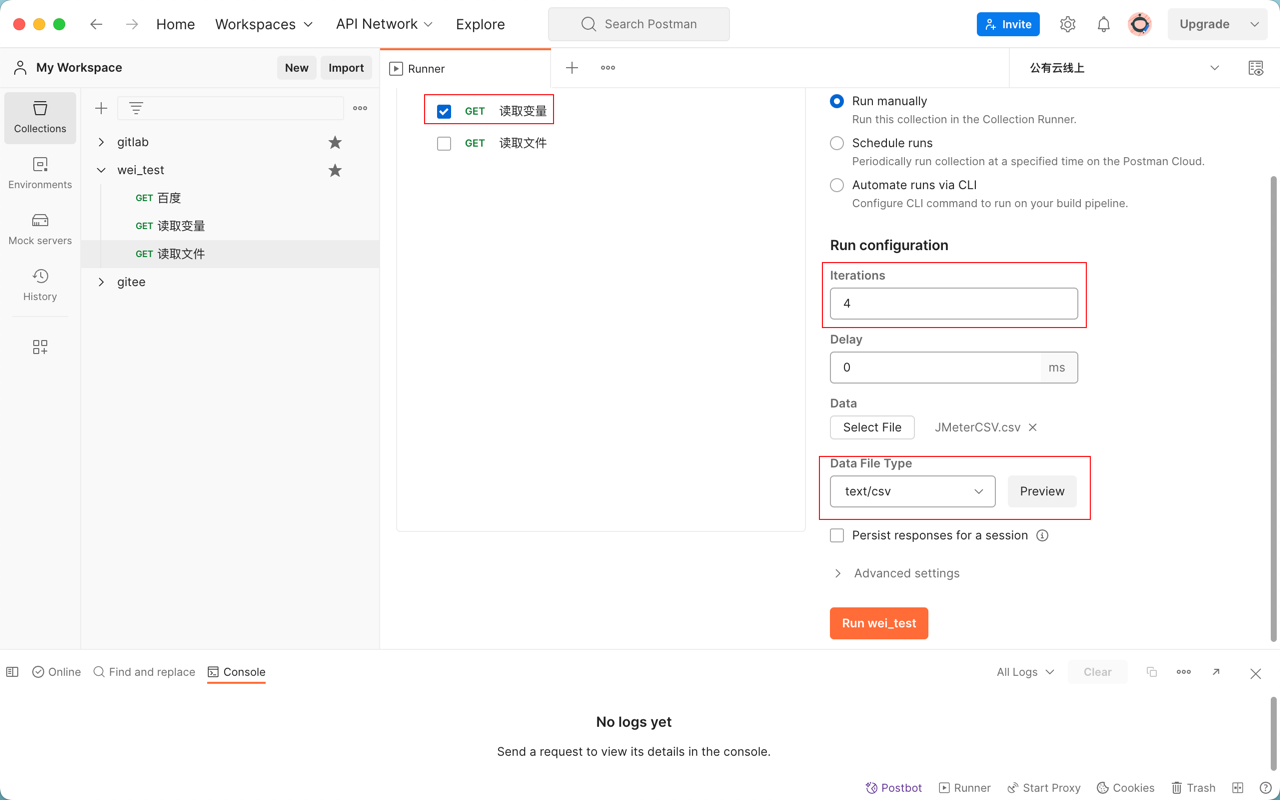 Home Workspaces API Network Explore Search Postman Invite Upgrade
My Workspace New Import
Runner
公有云线上
Collections
Environments
Mock servers
History
gitlab
wei_test
GET 百度
GET 读取变量
GET 读取文件
gitee
GET 读取变量
GET 读取文件
Run manually
Run this collection in the Collection Runner.
Schedule runs
Periodically run collection at a specified time on the Postman Cloud.
Automate runs via CLI
Configure CLI command to run on your build pipeline.
Run configuration
Iterations
4
Delay
0 ms
Data
Select File JMeterCSV.csv
Data File Type
text/csv Preview
Persist responses for a session
Advanced settings
Run wei_test
Online Find and replace Console All Logs Clear
No logs yet
Send a request to view its details in the console.
Postbot Runner Start Proxy Cookies Trash